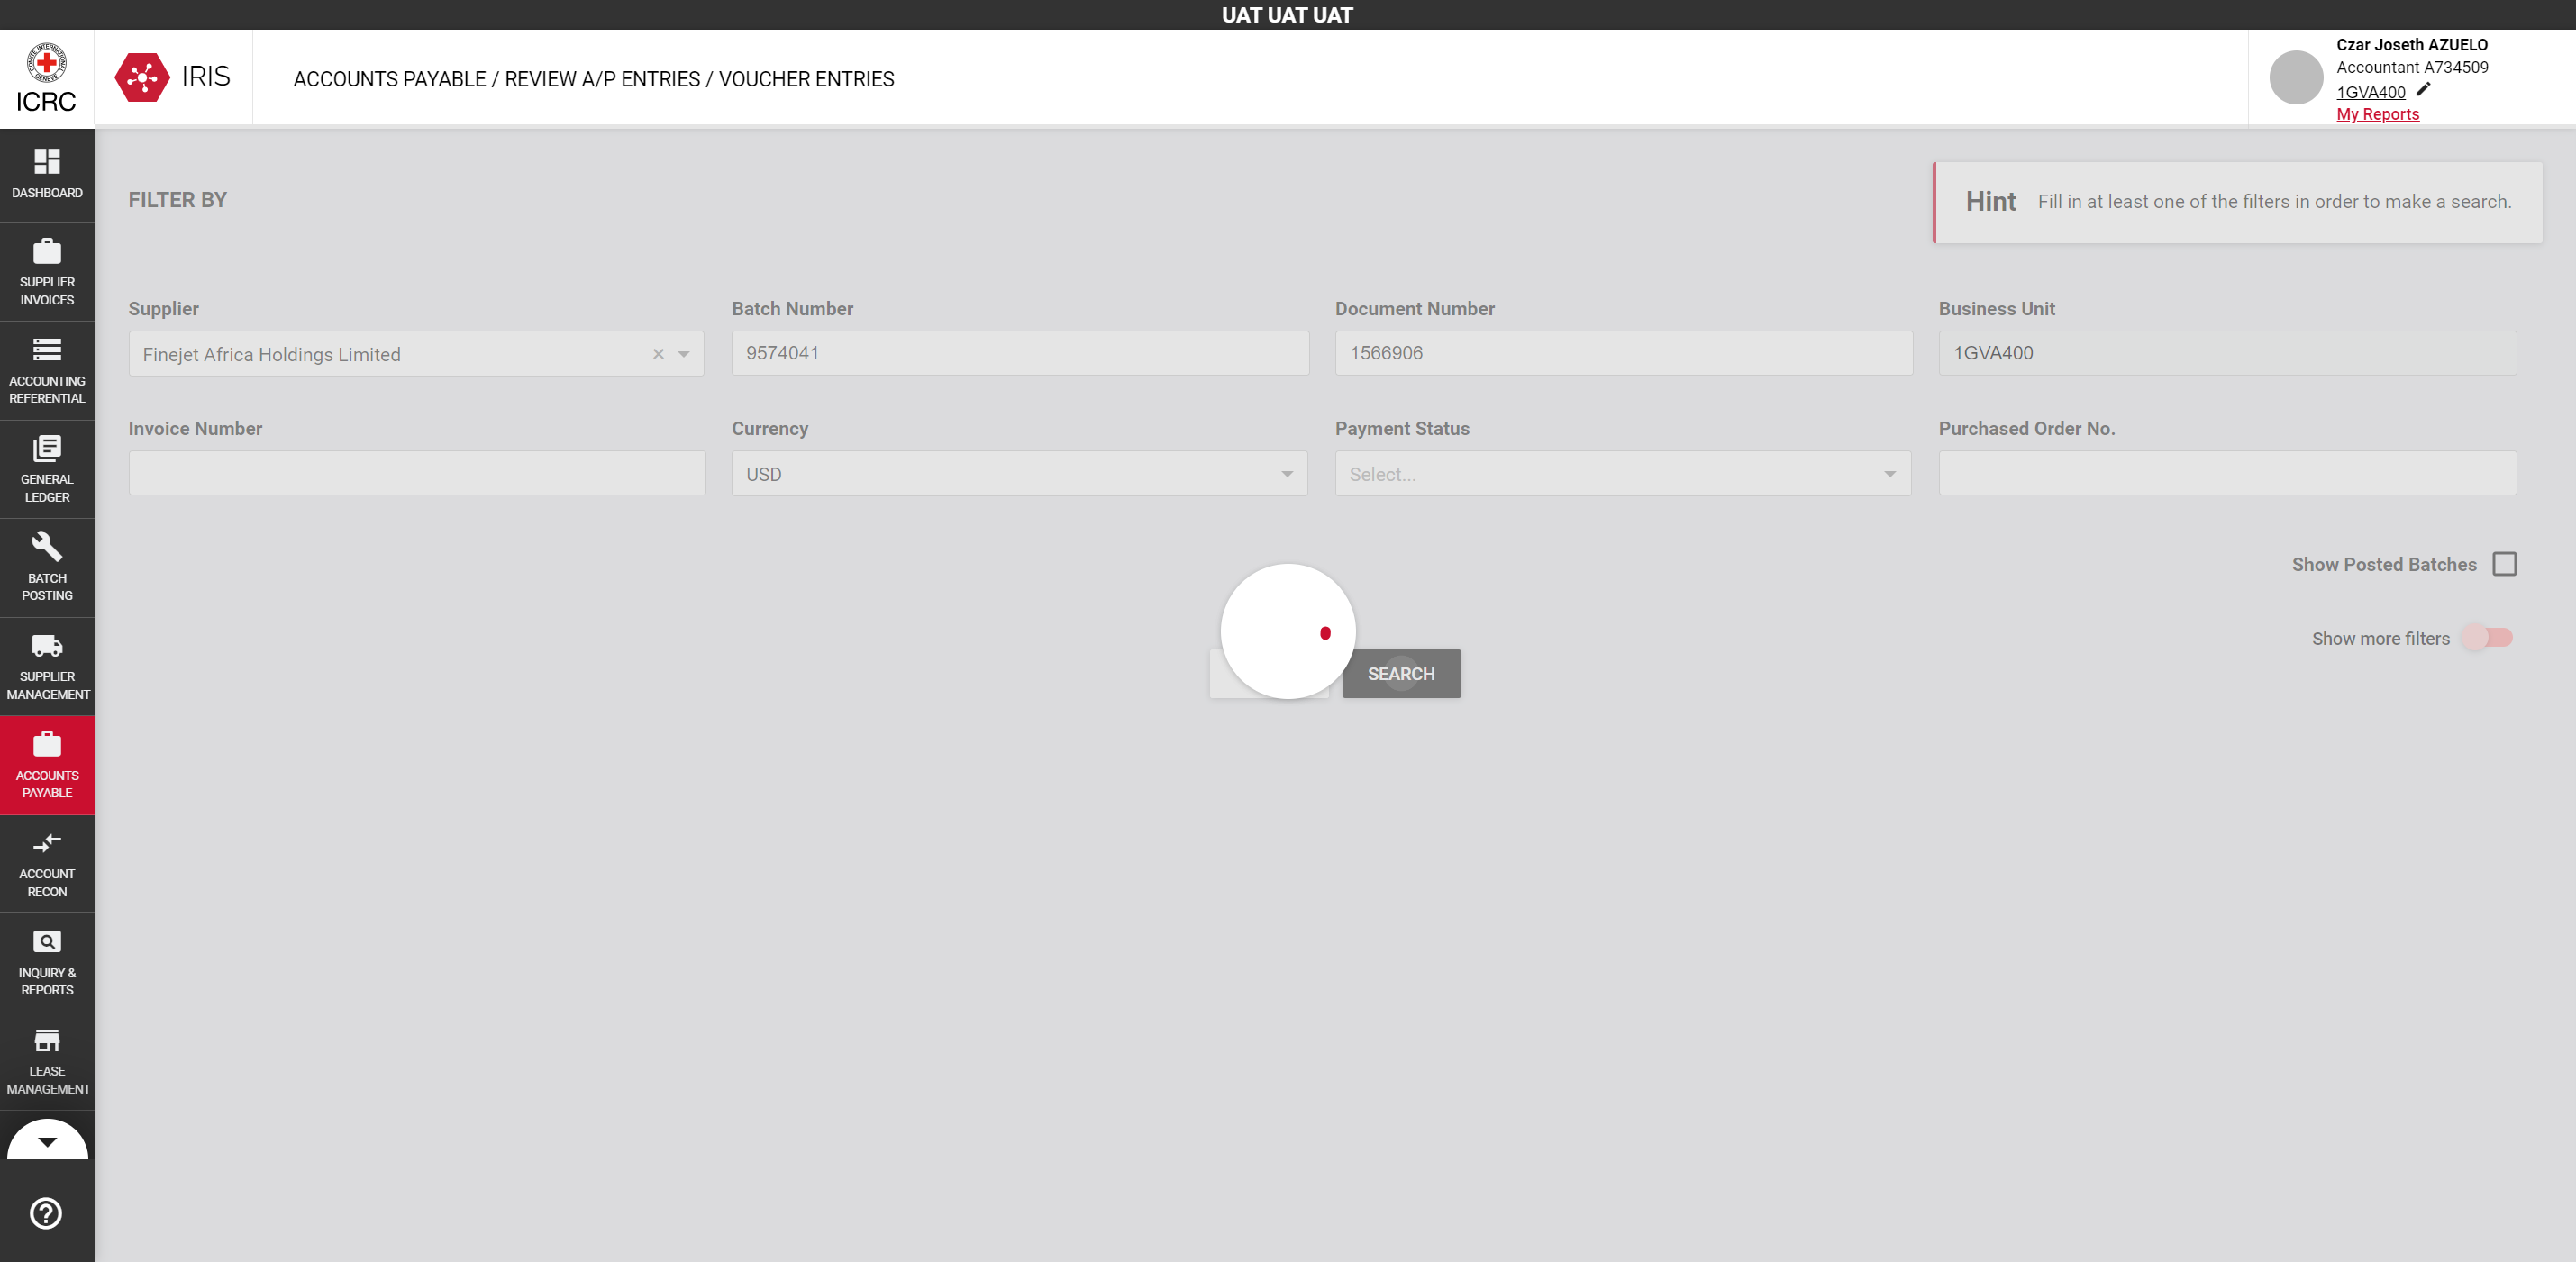 UAT UAT UAT
COMITE INTERNATIONAL GENEVE
ICRC
IRIS
ACCOUNTS PAYABLE / REVIEW A/P ENTRIES / VOUCHER ENTRIES
Czar Joseth AZUELO
Accountant A734509
1GVA400
My Reports
DASHBOARD
SUPPLIER
INVOICES
ACCOUNTING
REFERENTIAL
GENERAL
LEDGER
BATCH
POSTING
SUPPLIER
MANAGEMENT
ACCOUNTS
PAYABLE
ACCOUNT
RECON
INQUIRY &
REPORTS
LEASE
MANAGEMENT
FILTER BY
Hint Fill in at least one of the filters in order to make a search.
Supplier Batch Number Document Number Business Unit
Finejet Africa Holdings Limited 9574041 1566906 1GVA400
Invoice Number Currency Payment Status Purchased Order No.
USD Select...
Show Posted Batches
Show more filters
SEARCH